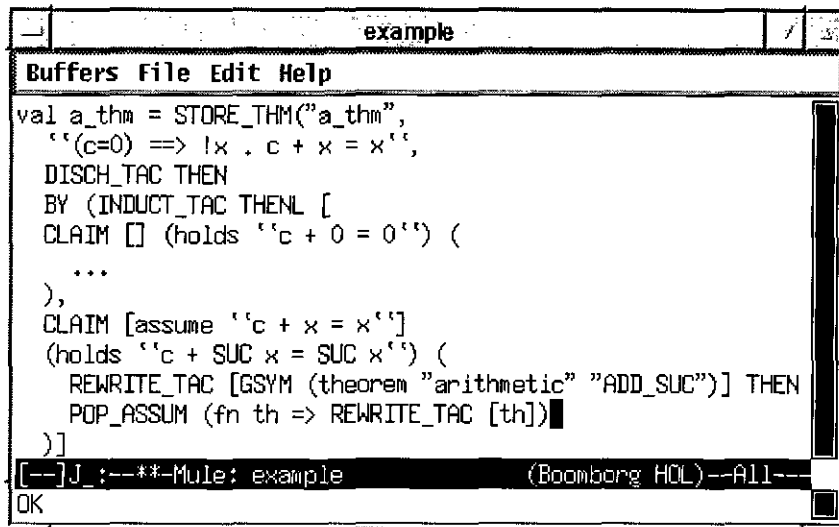 example
Buffers File Edit Help
val a_thm = STORE_THM("a_thm",
``(c=0) ==> !x . c + x = x``,
DISCH_TAC THEN
BY (INDUCT_TAC THENL [
CLAIM [] (holds ``c + 0 = 0``) (
...
),
CLAIM [assume ``c + x = x``]
(holds ``c + SUC x = SUC x``) (
REWRITE_TAC [GSYM (theorem "arithmetic" "ADD_SUC")] THEN
POP_ASSUM (fn th => REWRITE_TAC [th])
)]
[--]J_:--**-Mule: example (Boomborg HOL)--All---
OK